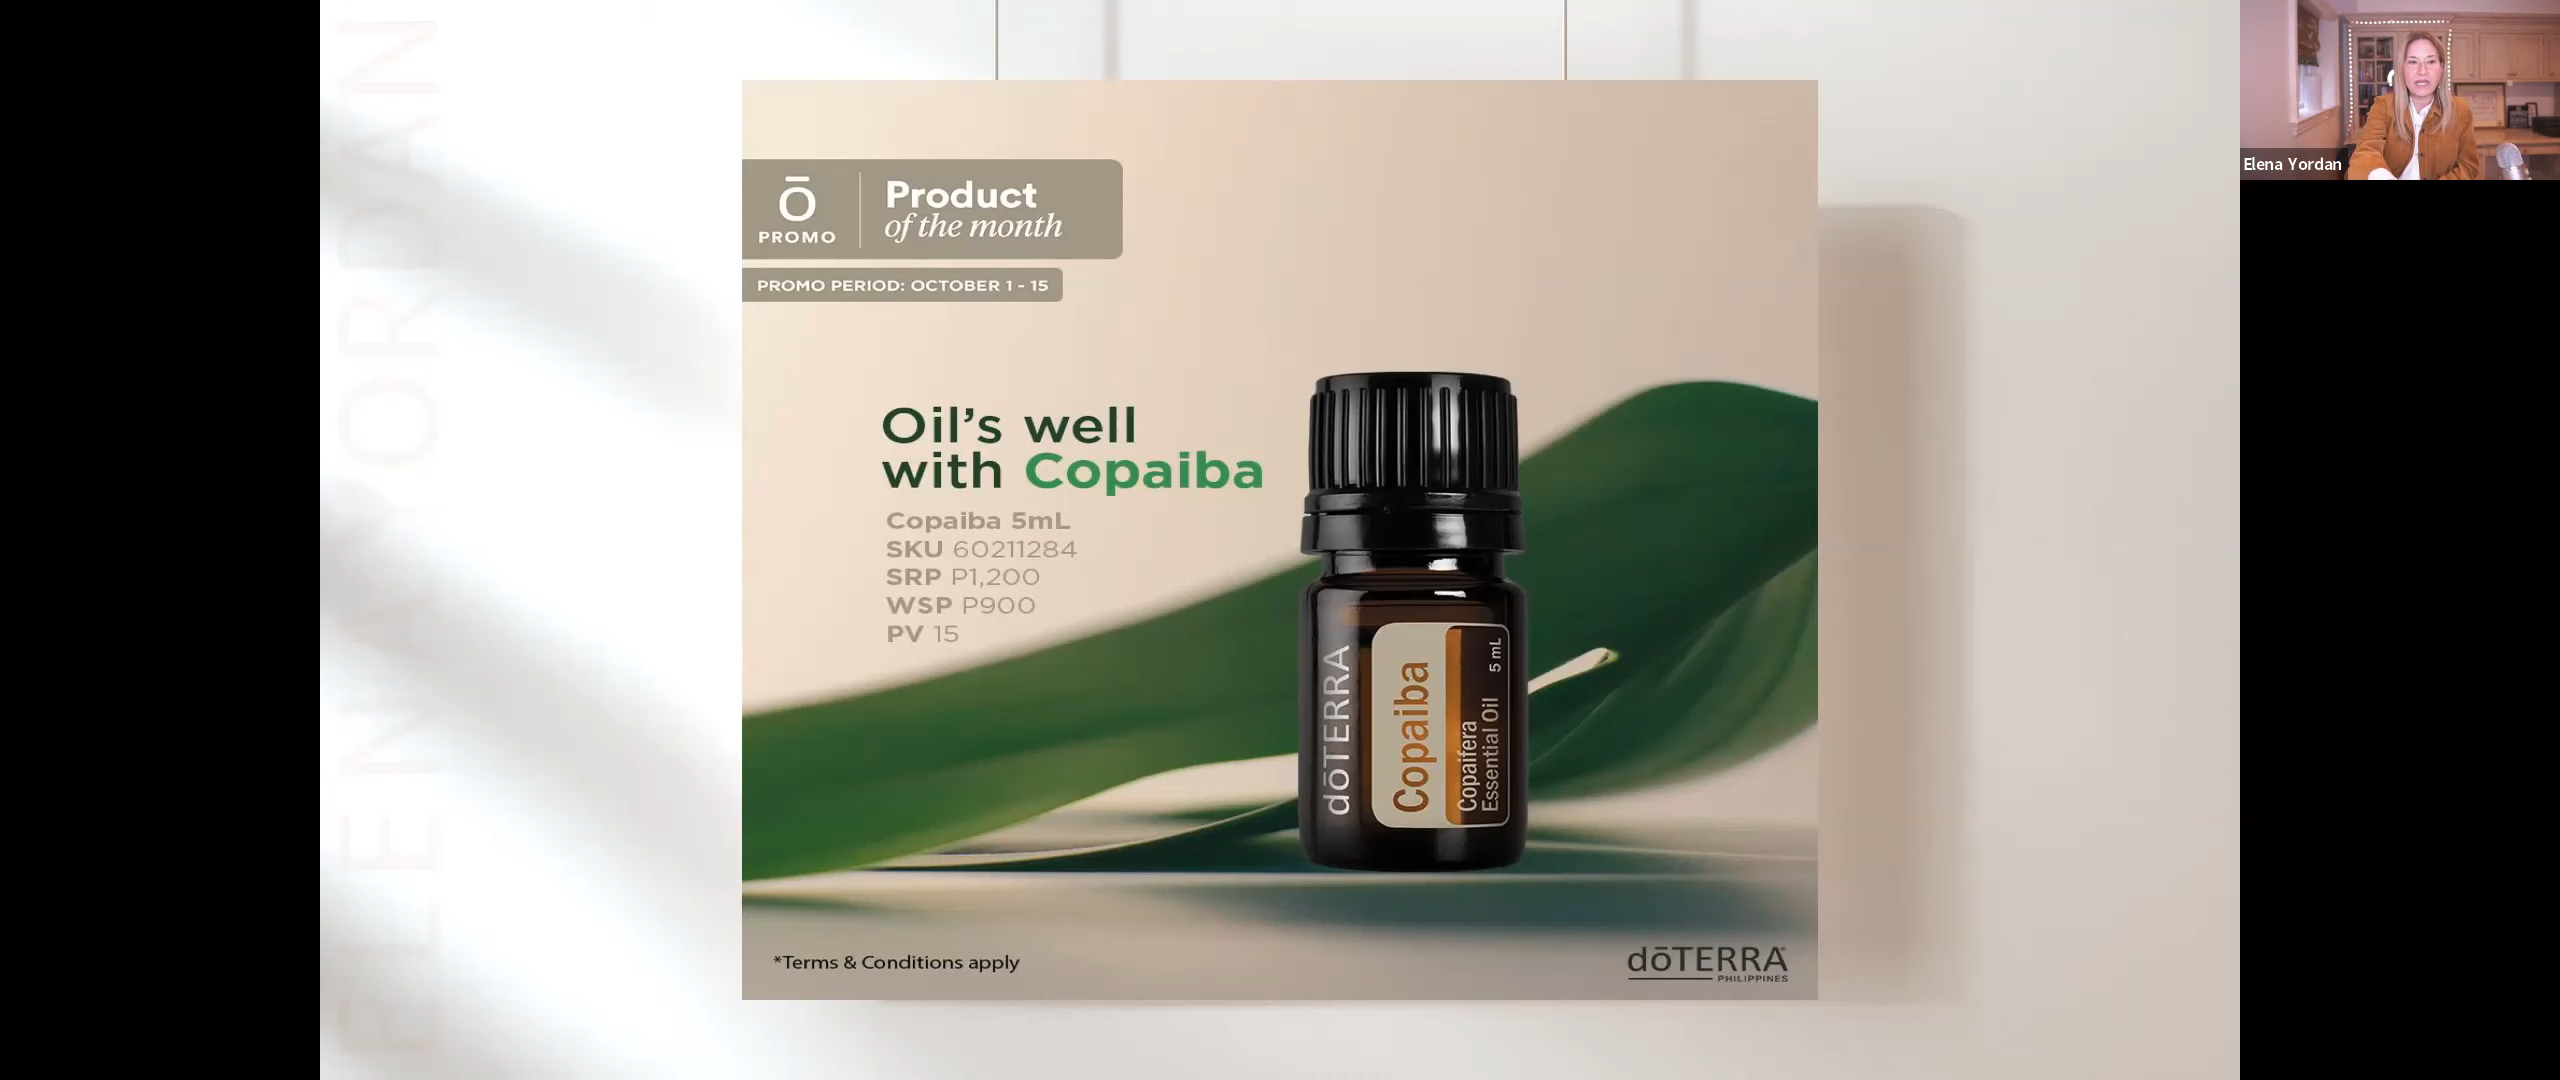 ELENA YORDAN
Ō
PROMO
Product
of the month
PROMO PERIOD: OCTOBER 1 - 15
Oil’s well
with Copaiba
Copaiba 5mL
SKU 60211284
SRP P1,200
WSP P900
PV 15
dōTERRA
Copaiba
Copaifera
Essential Oil
5 mL
*Terms & Conditions apply
dōTERRA
PHILIPPINES
Elena Yordan